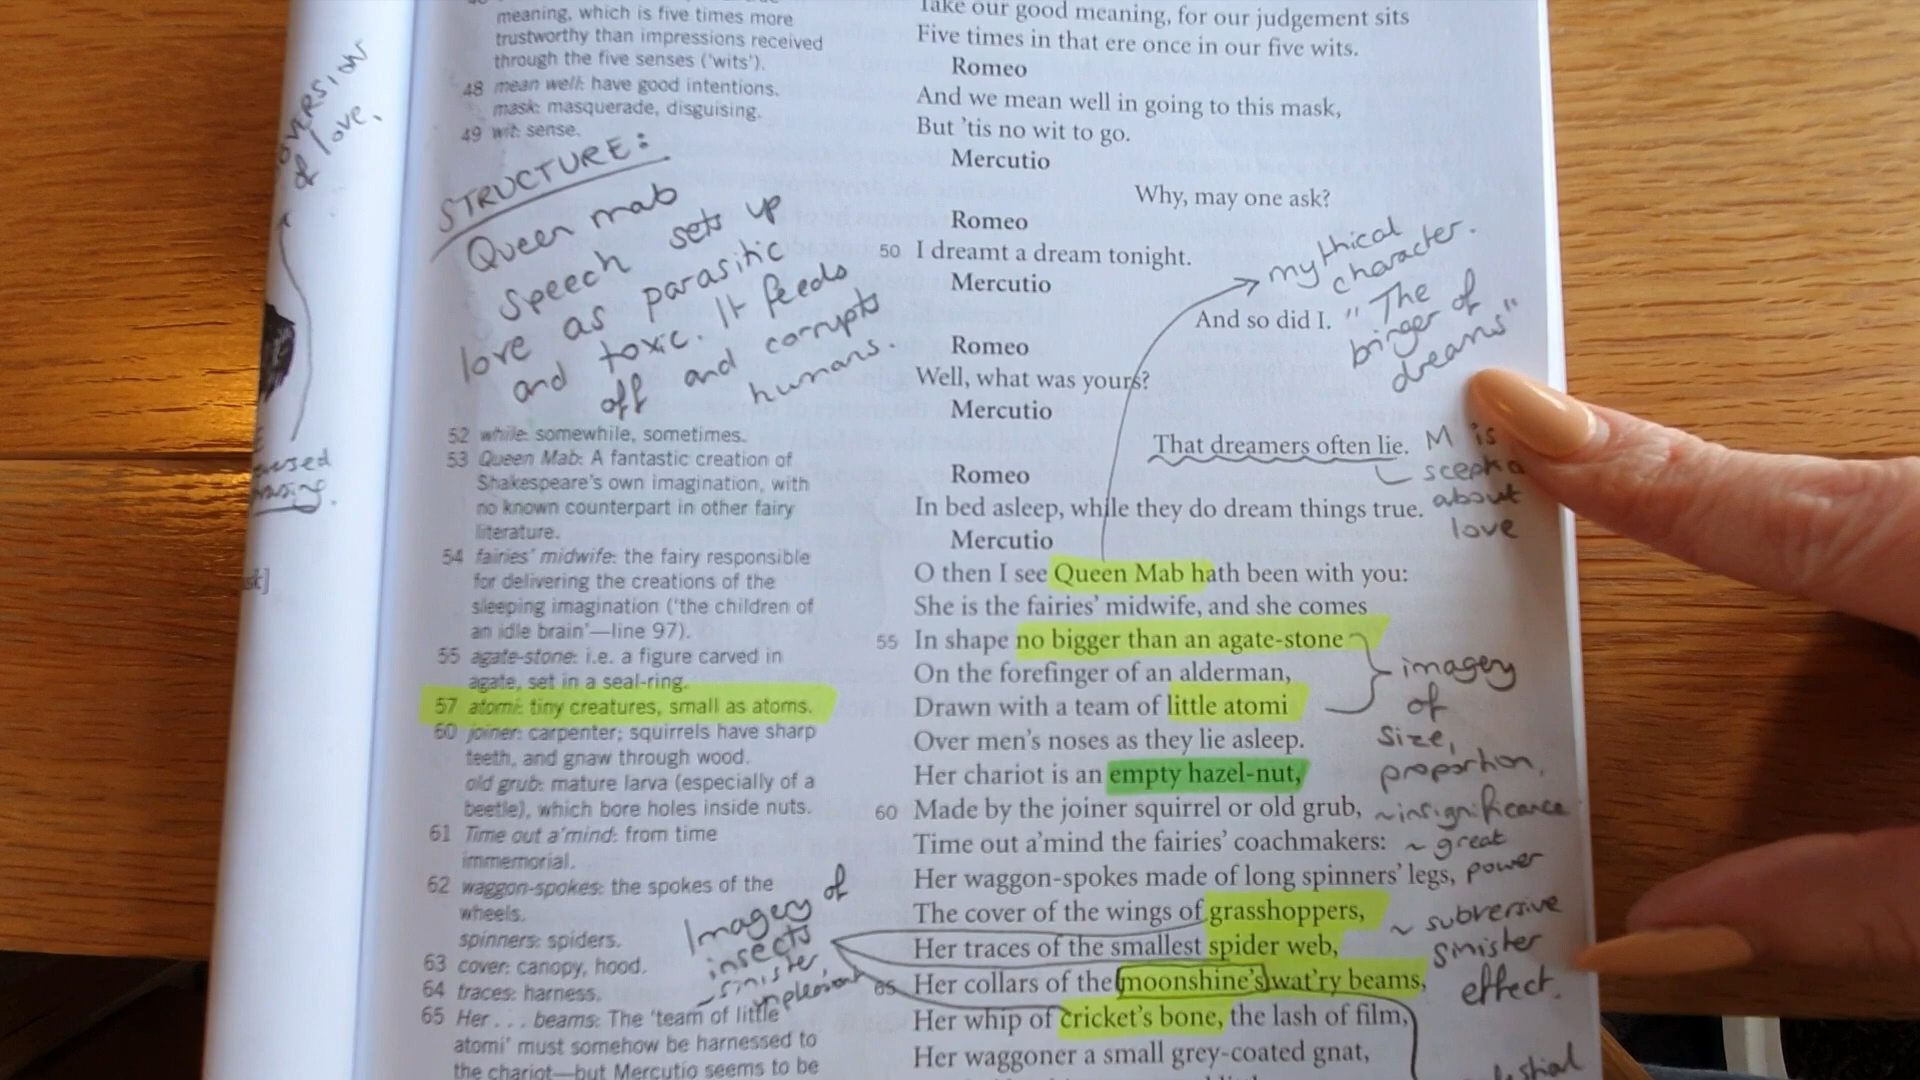 meaning, which is five times more
trustworthy than impressions received
through the five senses ('wits').
48 mean well: have good intentions.
mask: masquerade, disguising.
49 wit: sense.
of love.
STRUCTURE:
Queen mab
speech sets up
love as parasitic
and toxic. It feeds
off and corrupts
humans.
52 while: somewhile, sometimes.
53 Queen Mab: A fantastic creation of
Shakespeare's own imagination, with
no known counterpart in other fairy
literature.
54 fairies' midwife: the fairy responsible
for delivering the creations of the
sleeping imagination ('the children of
an idle brain'—line 97).
55 agate-stone: i.e. a figure carved in
agate, set in a seal-ring.
57 atomi: tiny creatures, small as atoms.
60 joiner: carpenter; squirrels have sharp
teeth, and gnaw through wood.
old grub: mature larva (especially of a
beetle), which bore holes inside nuts.
61 Time out a'mind: from time
immemorial.
62 waggon-spokes: the spokes of the
wheels.
spinners: spiders.
63 cover: canopy, hood.
64 traces: harness.
65 Her . . . beams: The 'team of little
atomi' must somehow be harnessed to
the chariot—but Mercutio seems to be
Imagery of
insects
~sinister,
Take our good meaning, for our judgement sits
Five times in that ere once in our five wits.
Romeo
And we mean well in going to this mask,
But 'tis no wit to go.
Mercutio
Why, may one ask?
Romeo
50 I dreamt a dream tonight.
Mercutio
And so did I.
Romeo
Well, what was yours?
Mercutio
That dreamers often lie.
Romeo
In bed asleep, while they do dream things true.
Mercutio
O then I see Queen Mab hath been with you:
She is the fairies' midwife, and she comes
55 In shape no bigger than an agate-stone
On the forefinger of an alderman,
Drawn with a team of little atomi
Over men's noses as they lie asleep.
Her chariot is an empty hazel-nut,
60 Made by the joiner squirrel or old grub,
Time out a'mind the fairies' coachmakers:
Her waggon-spokes made of long spinners' legs,
The cover of the wings of grasshoppers,
Her traces of the smallest spider web,
65 Her collars of the moonshine's wat'ry beams,
Her whip of cricket's bone, the lash of film,
Her waggoner a small grey-coated gnat,
mythical
character.
"The
binger of
dreams"
M is
about
love
imagery
of
size,
proportion.
~insignificance
~ great
power
~ subversive
sinister
effect.